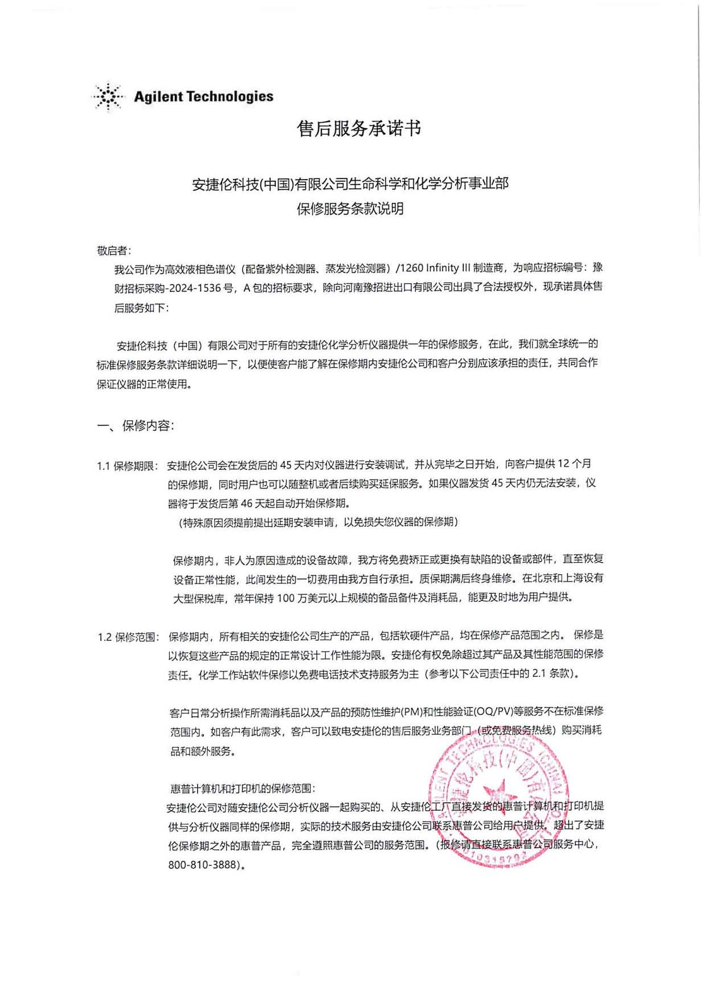 Agilent Technologies
售后服务承诺书
安捷伦科技(中国)有限公司生命科学和化学分析事业部
保修服务条款说明
敬启者：
我公司作为高效液相色谱仪（配备紫外检测器、蒸发光检测器）/1260 Infinity III 制造商，为响应招标编号：豫
财招标采购-2024-1536 号，A 包的招标要求，除向河南豫招进出口有限公司出具了合法授权外，现承诺具体售
后服务如下：
安捷伦科技（中国）有限公司对于所有的安捷伦化学分析仪器提供一年的保修服务，在此，我们就全球统一的
标准保修服务条款详细说明一下，以便使客户能了解在保修期内安捷伦公司和客户分别应该承担的责任，共同合作
保证仪器的正常使用。
一、保修内容：
1.1 保修期限： 安捷伦公司会在发货后的 45 天内对仪器进行安装调试，并从完毕之日开始，向客户提供 12 个月
的保修期，同时用户也可以随整机或者后续购买延保服务。如果仪器发货 45 天内仍无法安装，仪
器将于发货后第 46 天起自动开始保修期。
（特殊原因须提前提出延期安装申请，以免损失您仪器的保修期）
保修期内，非人为原因造成的设备故障，我方将免费矫正或更换有缺陷的设备或部件，直至恢复
设备正常性能，此间发生的一切费用由我方自行承担。质保期满后终身维修。在北京和上海设有
大型保税库，常年保持 100 万美元以上规模的备品备件及消耗品，能更及时地为用户提供。
1.2 保修范围： 保修期内，所有相关的安捷伦公司生产的产品，包括软硬件产品，均在保修产品范围之内。 保修是
以恢复这些产品的规定的正常设计工作性能为限。安捷伦有权免除超过其产品及其性能范围的保修
责任。化学工作站软件保修以免费电话技术支持服务为主（参考以下公司责任中的 2.1 条款）。
客户日常分析操作所需消耗品以及产品的预防性维护(PM)和性能验证(OQ/PV)等服务不在标准保修
范围内。如客户有此需求，客户可以致电安捷伦的售后服务业务部门（或免费服务热线）购买消耗
品和额外服务。
惠普计算机和打印机的保修范围：
安捷伦公司对随安捷伦公司分析仪器一起购买的、从安捷伦工厂直接发货的惠普计算机和打印机提
供与分析仪器同样的保修期，实际的技术服务由安捷伦公司联系惠普公司给用户提供。超出了安捷
伦保修期之外的惠普产品，完全遵照惠普公司的服务范围。（报修请直接联系惠普公司服务中心，
800-810-3888）。
AGILENT TECHNOLOGIES (CHINA) CO.
安捷伦科技(中国)有限公司